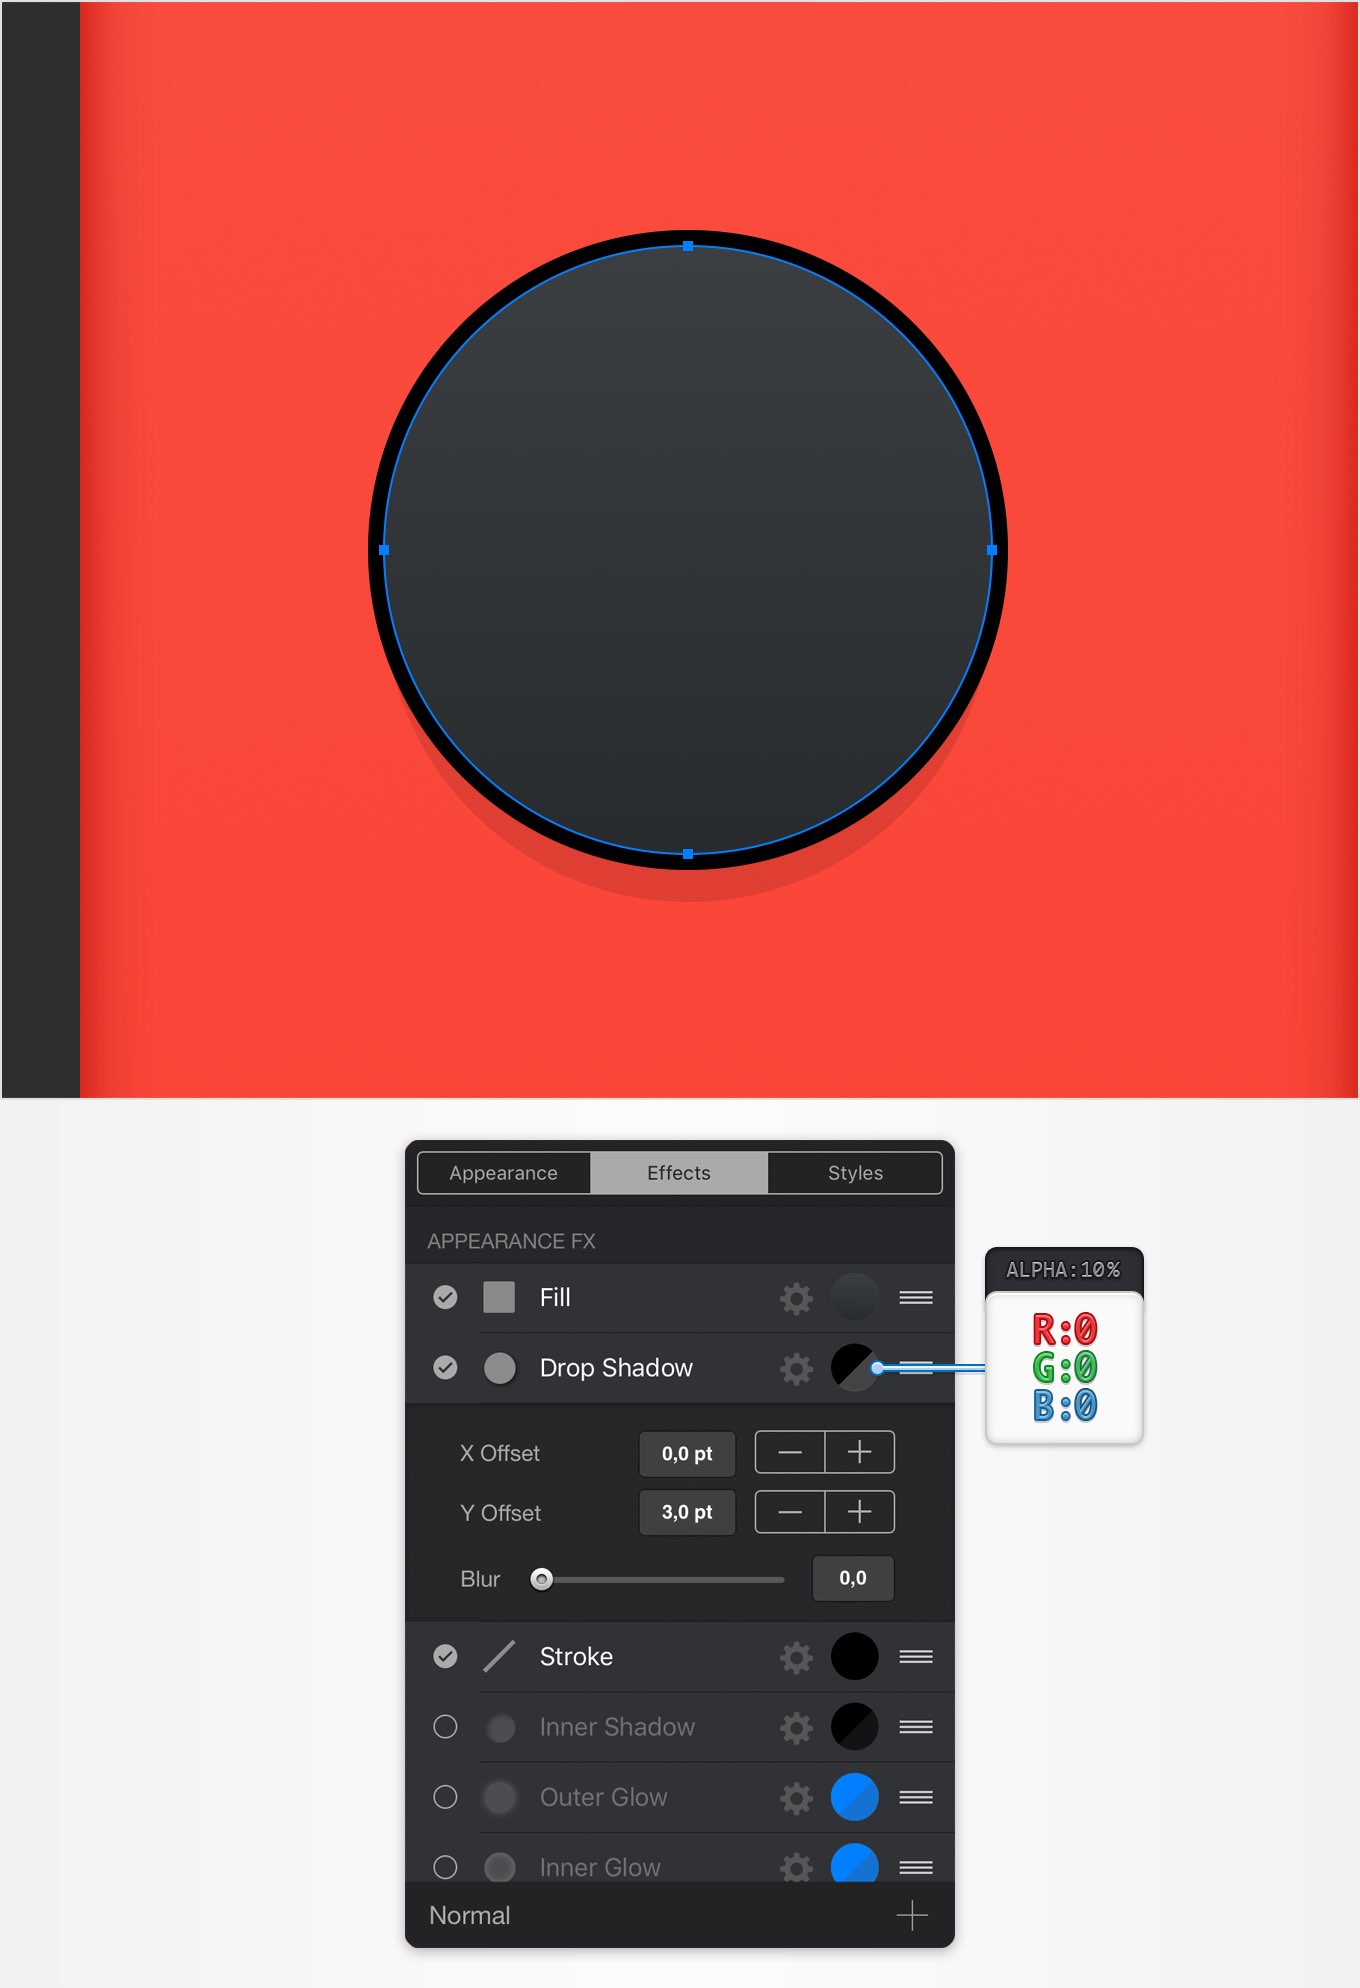 Appearance Effects Styles
APPEARANCE FX
Fill
ALPHA:10%
R:0
G:0
B:0
Drop Shadow
X Offset 0,0 pt
Y Offset 3,0 pt
Blur 0,0
Stroke
Inner Shadow
Outer Glow
Inner Glow
Normal